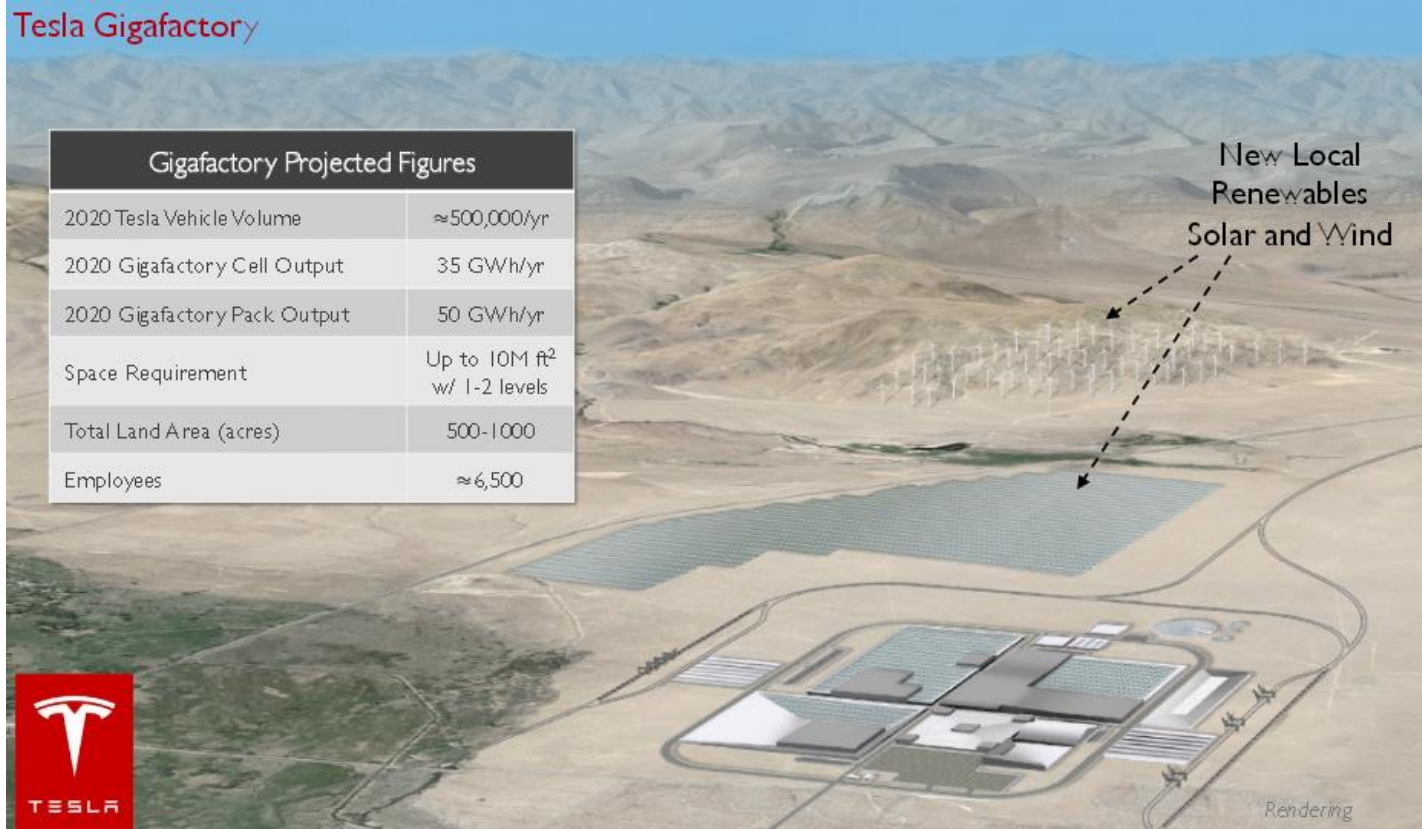 Tesla Gigafactory
Gigafactory Projected Figures
2020 Tesla Vehicle Volume ≈500,000/yr
2020 Gigafactory Cell Output 35 GWh/yr
2020 Gigafactory Pack Output 50 GWh/yr
Space Requirement Up to 10M ft²
w/ 1-2 levels
Total Land Area (acres) 500-1000
Employees ≈6,500
New Local
Renewables
Solar and Wind
TESLA
Rendering